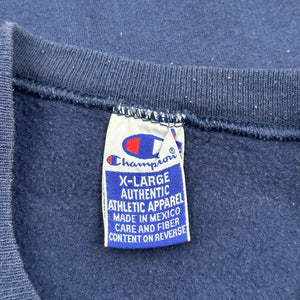 Champion
X-LARGE
AUTHENTIC
ATHLETIC APPAREL
MADE IN MEXICO
CARE AND FIBER
CONTENT ON REVERSE